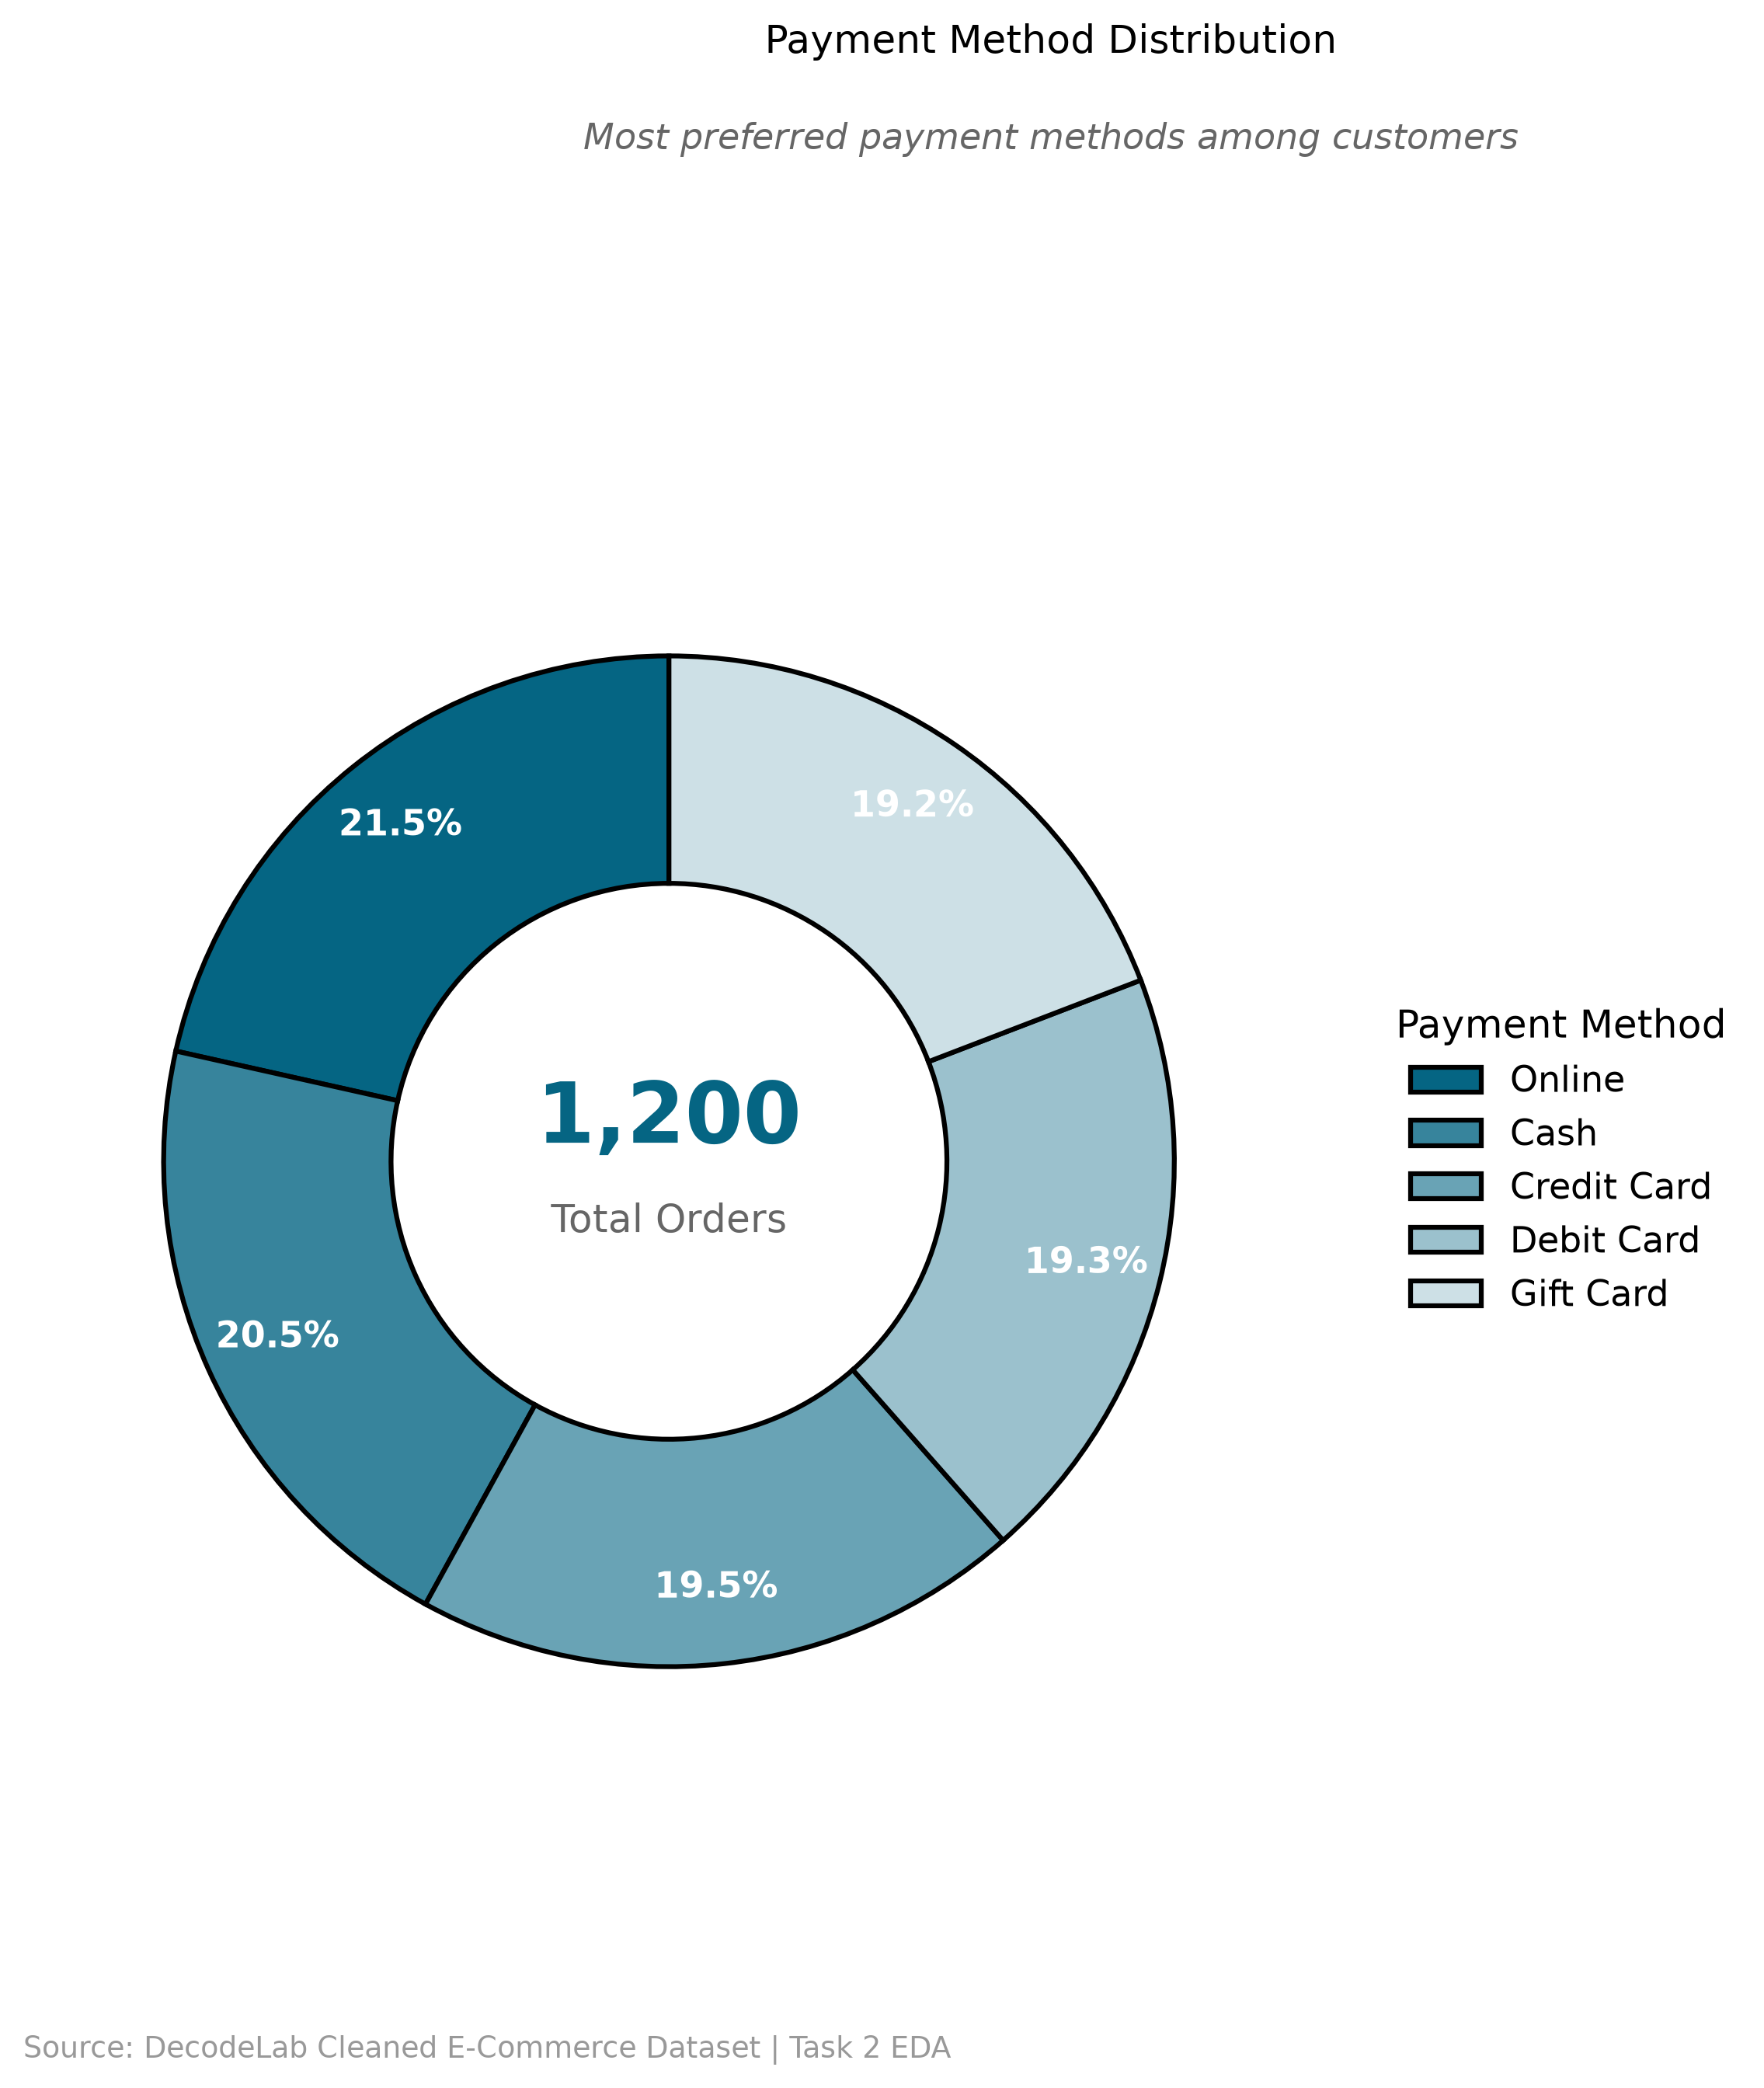 Payment Method Distribution
Most preferred payment methods among customers
19.2%
21.5%
Payment Method
Online
Cash
Credit Card
Debit Card
Gift Card
1,200
Total Orders
19.3%
20.5%
19.5%
Source: DecodeLab Cleaned E-Commerce Dataset | Task 2 EDA